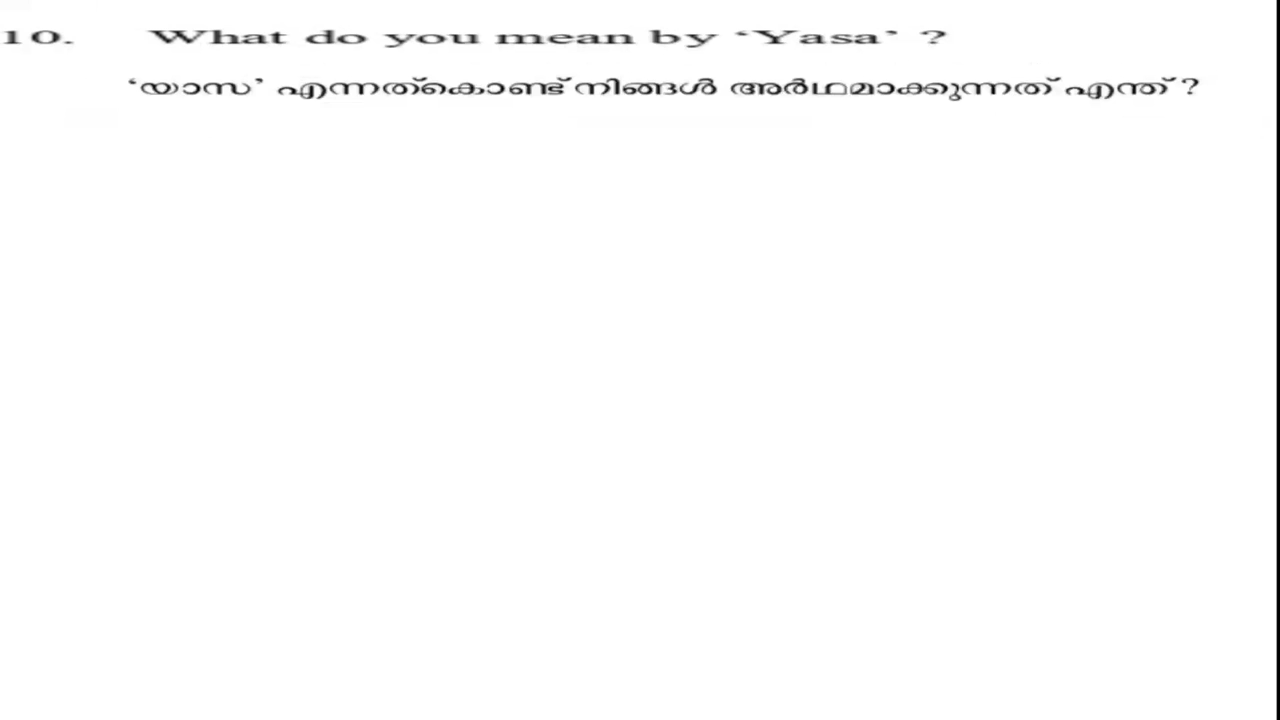 10. What do you mean by ‘Yasa’ ?
‘യാസ’ എന്നത്കൊണ്ട് നിങ്ങൾ അർഥമാക്കുന്നത് എന്ത് ?